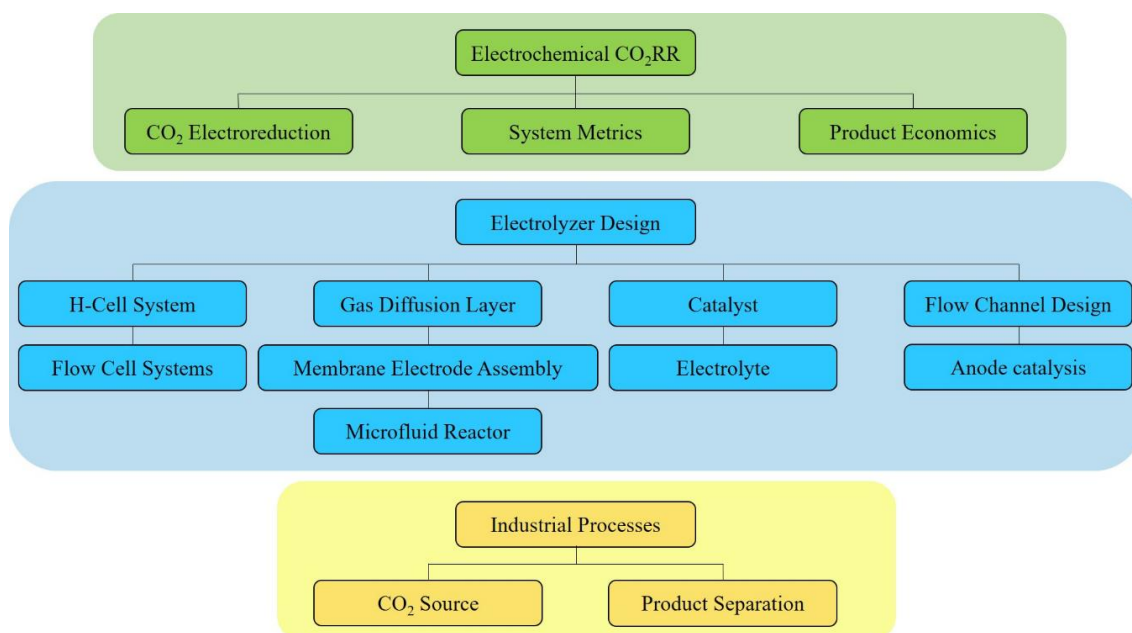 Electrochemical CO₂RR
CO₂ Electroreduction
System Metrics
Product Economics
Electrolyzer Design
H-Cell System
Gas Diffusion Layer
Catalyst
Flow Channel Design
Flow Cell Systems
Membrane Electrode Assembly
Electrolyte
Anode catalysis
Microfluid Reactor
Industrial Processes
CO₂ Source
Product Separation